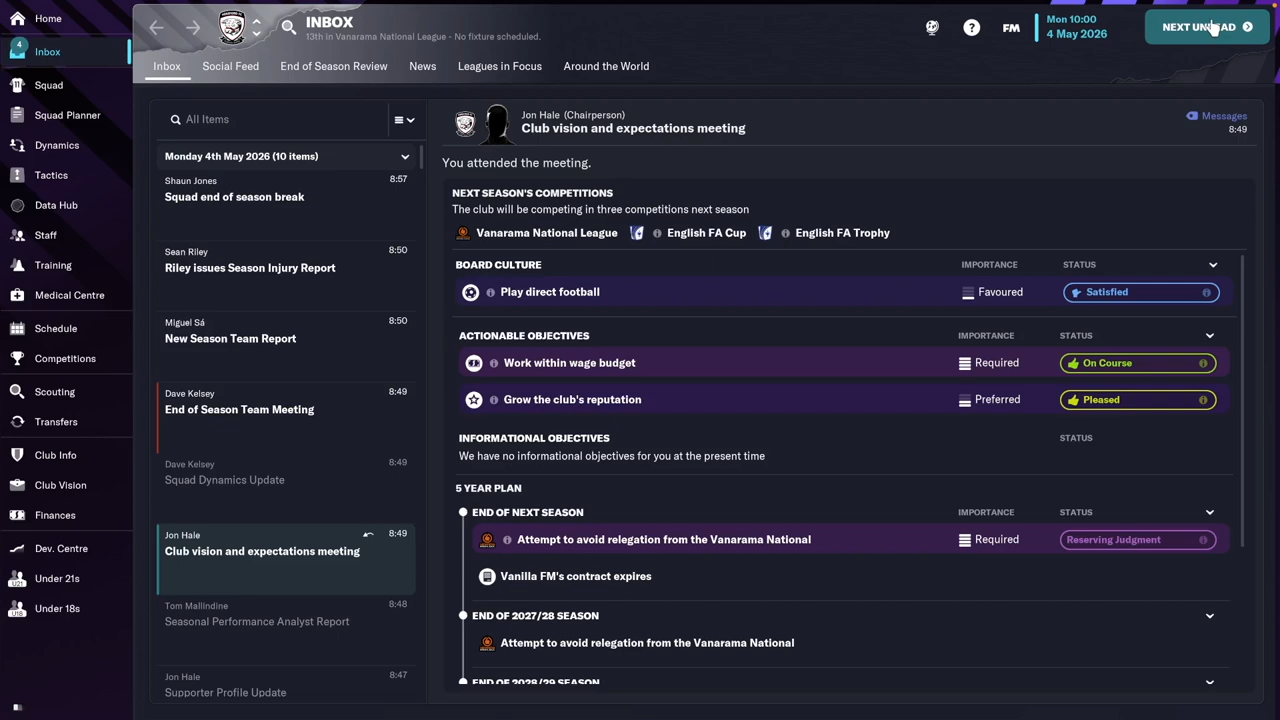 Home
4
Inbox
Squad
Squad Planner
Dynamics
Tactics
Data Hub
Staff
Training
Medical Centre
Schedule
Competitions
Scouting
Transfers
Club Info
Club Vision
Finances
Dev. Centre
U21
Under 21s
U18
Under 18s
INBOX
13th in Vanarama National League - No fixture scheduled.
?
FM
Mon 10:00
4 May 2026
NEXT UNREAD
Inbox
Social Feed
End of Season Review
News
Leagues in Focus
Around the World
All Items
Monday 4th May 2026 (10 items)
Shaun Jones 8:57
Squad end of season break
Sean Riley 8:50
Riley issues Season Injury Report
Miguel Sá 8:50
New Season Team Report
Dave Kelsey 8:49
End of Season Team Meeting
Dave Kelsey 8:49
Squad Dynamics Update
Jon Hale 8:49
Club vision and expectations meeting
Tom Mallindine 8:48
Seasonal Performance Analyst Report
Jon Hale 8:47
Supporter Profile Update
Jon Hale (Chairperson)
Club vision and expectations meeting
Messages
8:49
You attended the meeting.
NEXT SEASON'S COMPETITIONS
The club will be competing in three competitions next season
Vanarama National League English FA Cup English FA Trophy
BOARD CULTURE IMPORTANCE STATUS
Play direct football Favoured Satisfied
ACTIONABLE OBJECTIVES IMPORTANCE STATUS
Work within wage budget Required On Course
Grow the club's reputation Preferred Pleased
INFORMATIONAL OBJECTIVES STATUS
We have no informational objectives for you at the present time
5 YEAR PLAN
END OF NEXT SEASON IMPORTANCE STATUS
Attempt to avoid relegation from the Vanarama National Required Reserving Judgment
Vanilla FM's contract expires
END OF 2027/28 SEASON
Attempt to avoid relegation from the Vanarama National
END OF 2028/29 SEASON